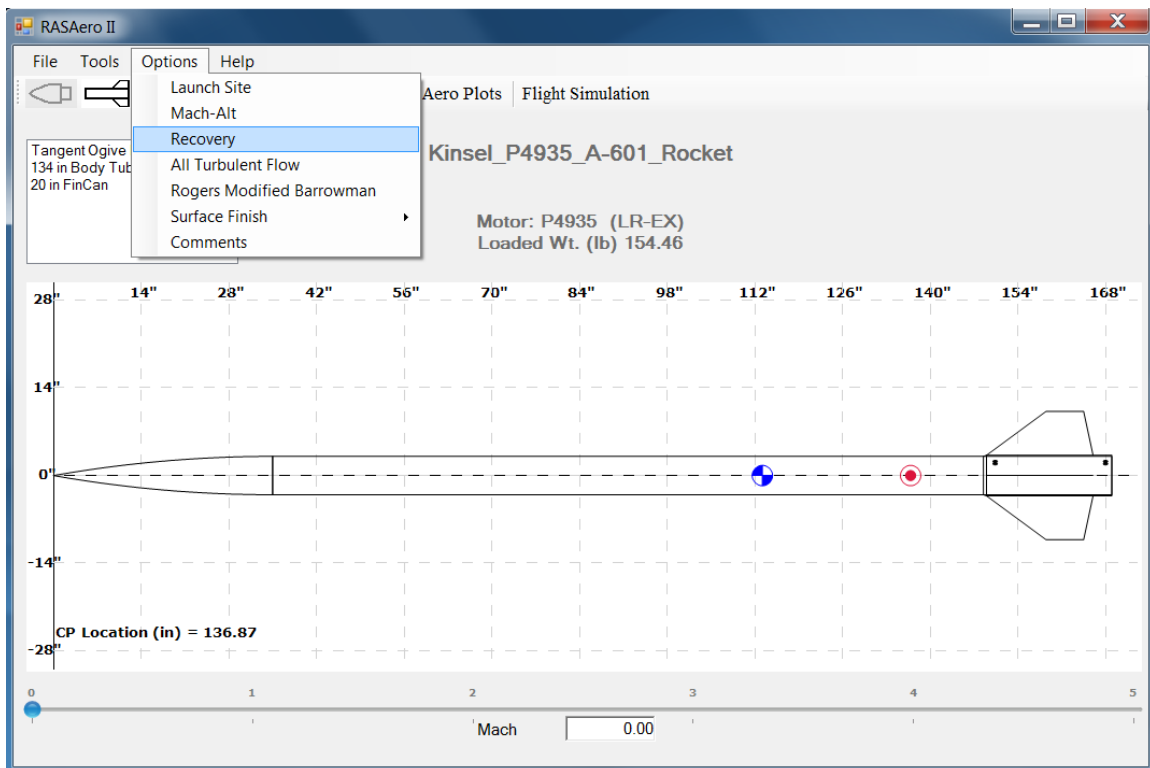 RASAero II
File Tools Options Help
Launch Site
Mach-Alt
Recovery
All Turbulent Flow
Rogers Modified Barrowman
Surface Finish
Comments
Aero Plots Flight Simulation
Tangent Ogive
134 in Body Tub
20 in FinCan
Kinsel_P4935_A-601_Rocket
Motor: P4935 (LR-EX)
Loaded Wt. (lb) 154.46
28" 14" 28" 42" 56" 70" 84" 98" 112" 126" 140" 154" 168"
14"
0"
-14"
CP Location (in) = 136.87
-28"
0 1 2 3 4 5
Mach 0.00